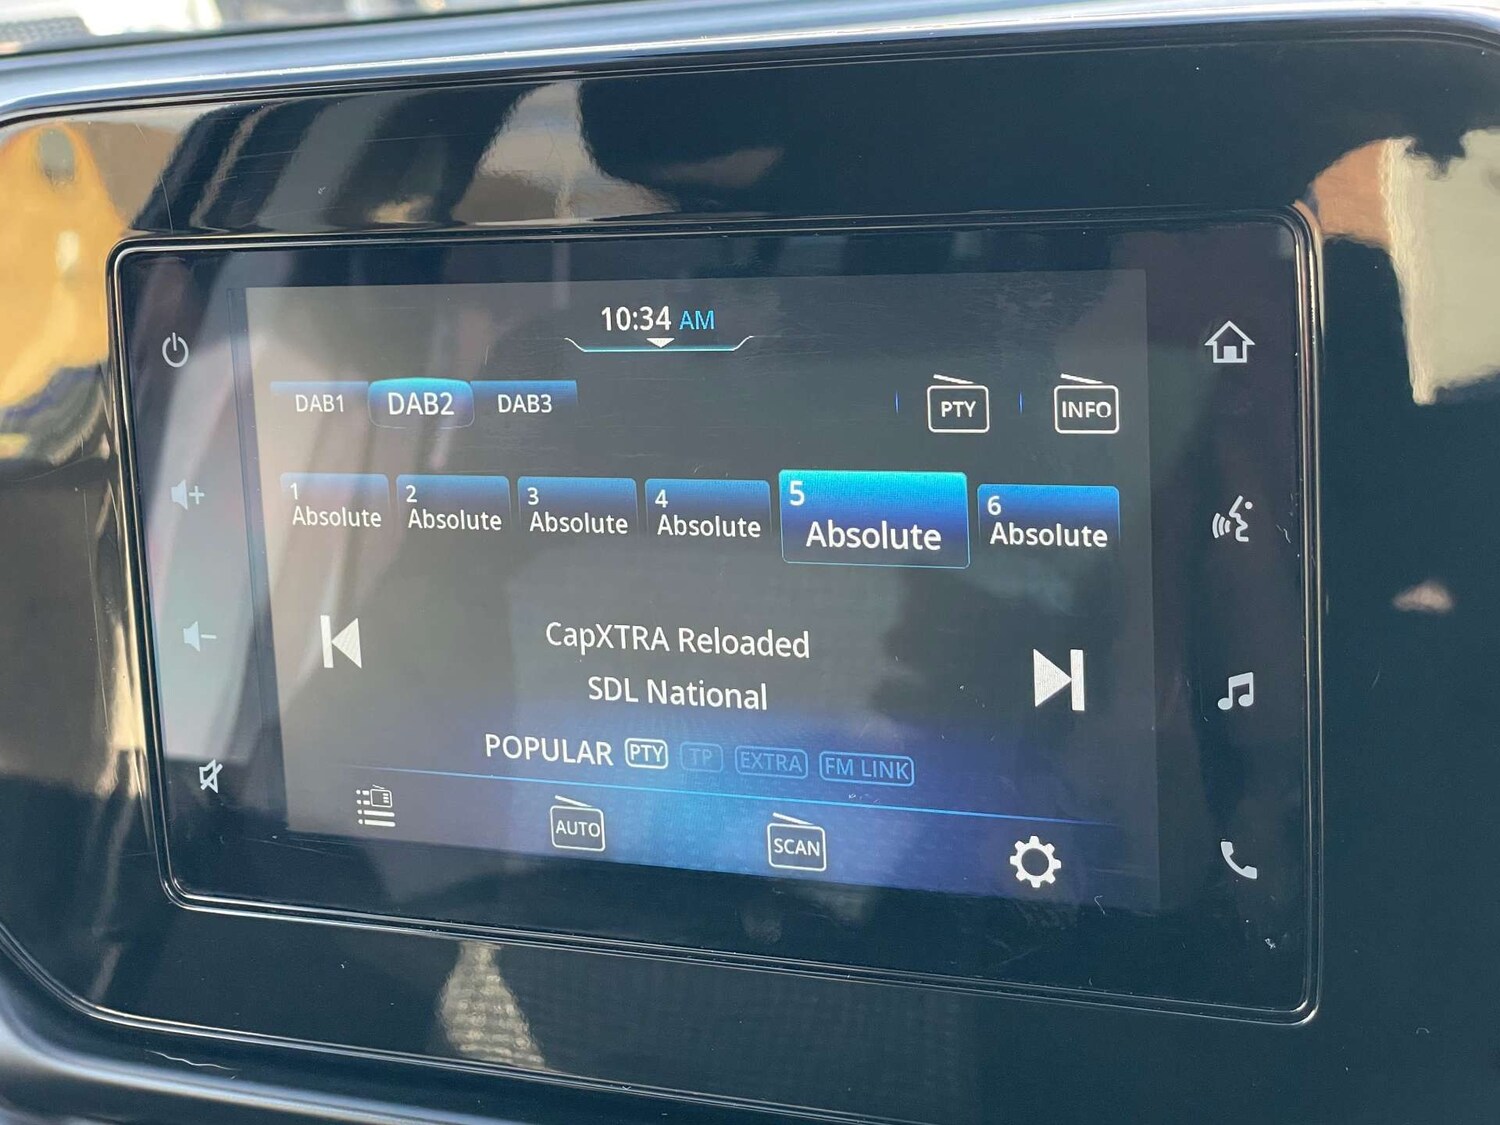 10:34 AM
DAB1 DAB2 DAB3 PTY INFO
1 2 3 4 5 6
Absolute Absolute Absolute Absolute Absolute Absolute
CapXTRA Reloaded
SDL National
POPULAR PTY TP EXTRA FM LINK
AUTO SCAN